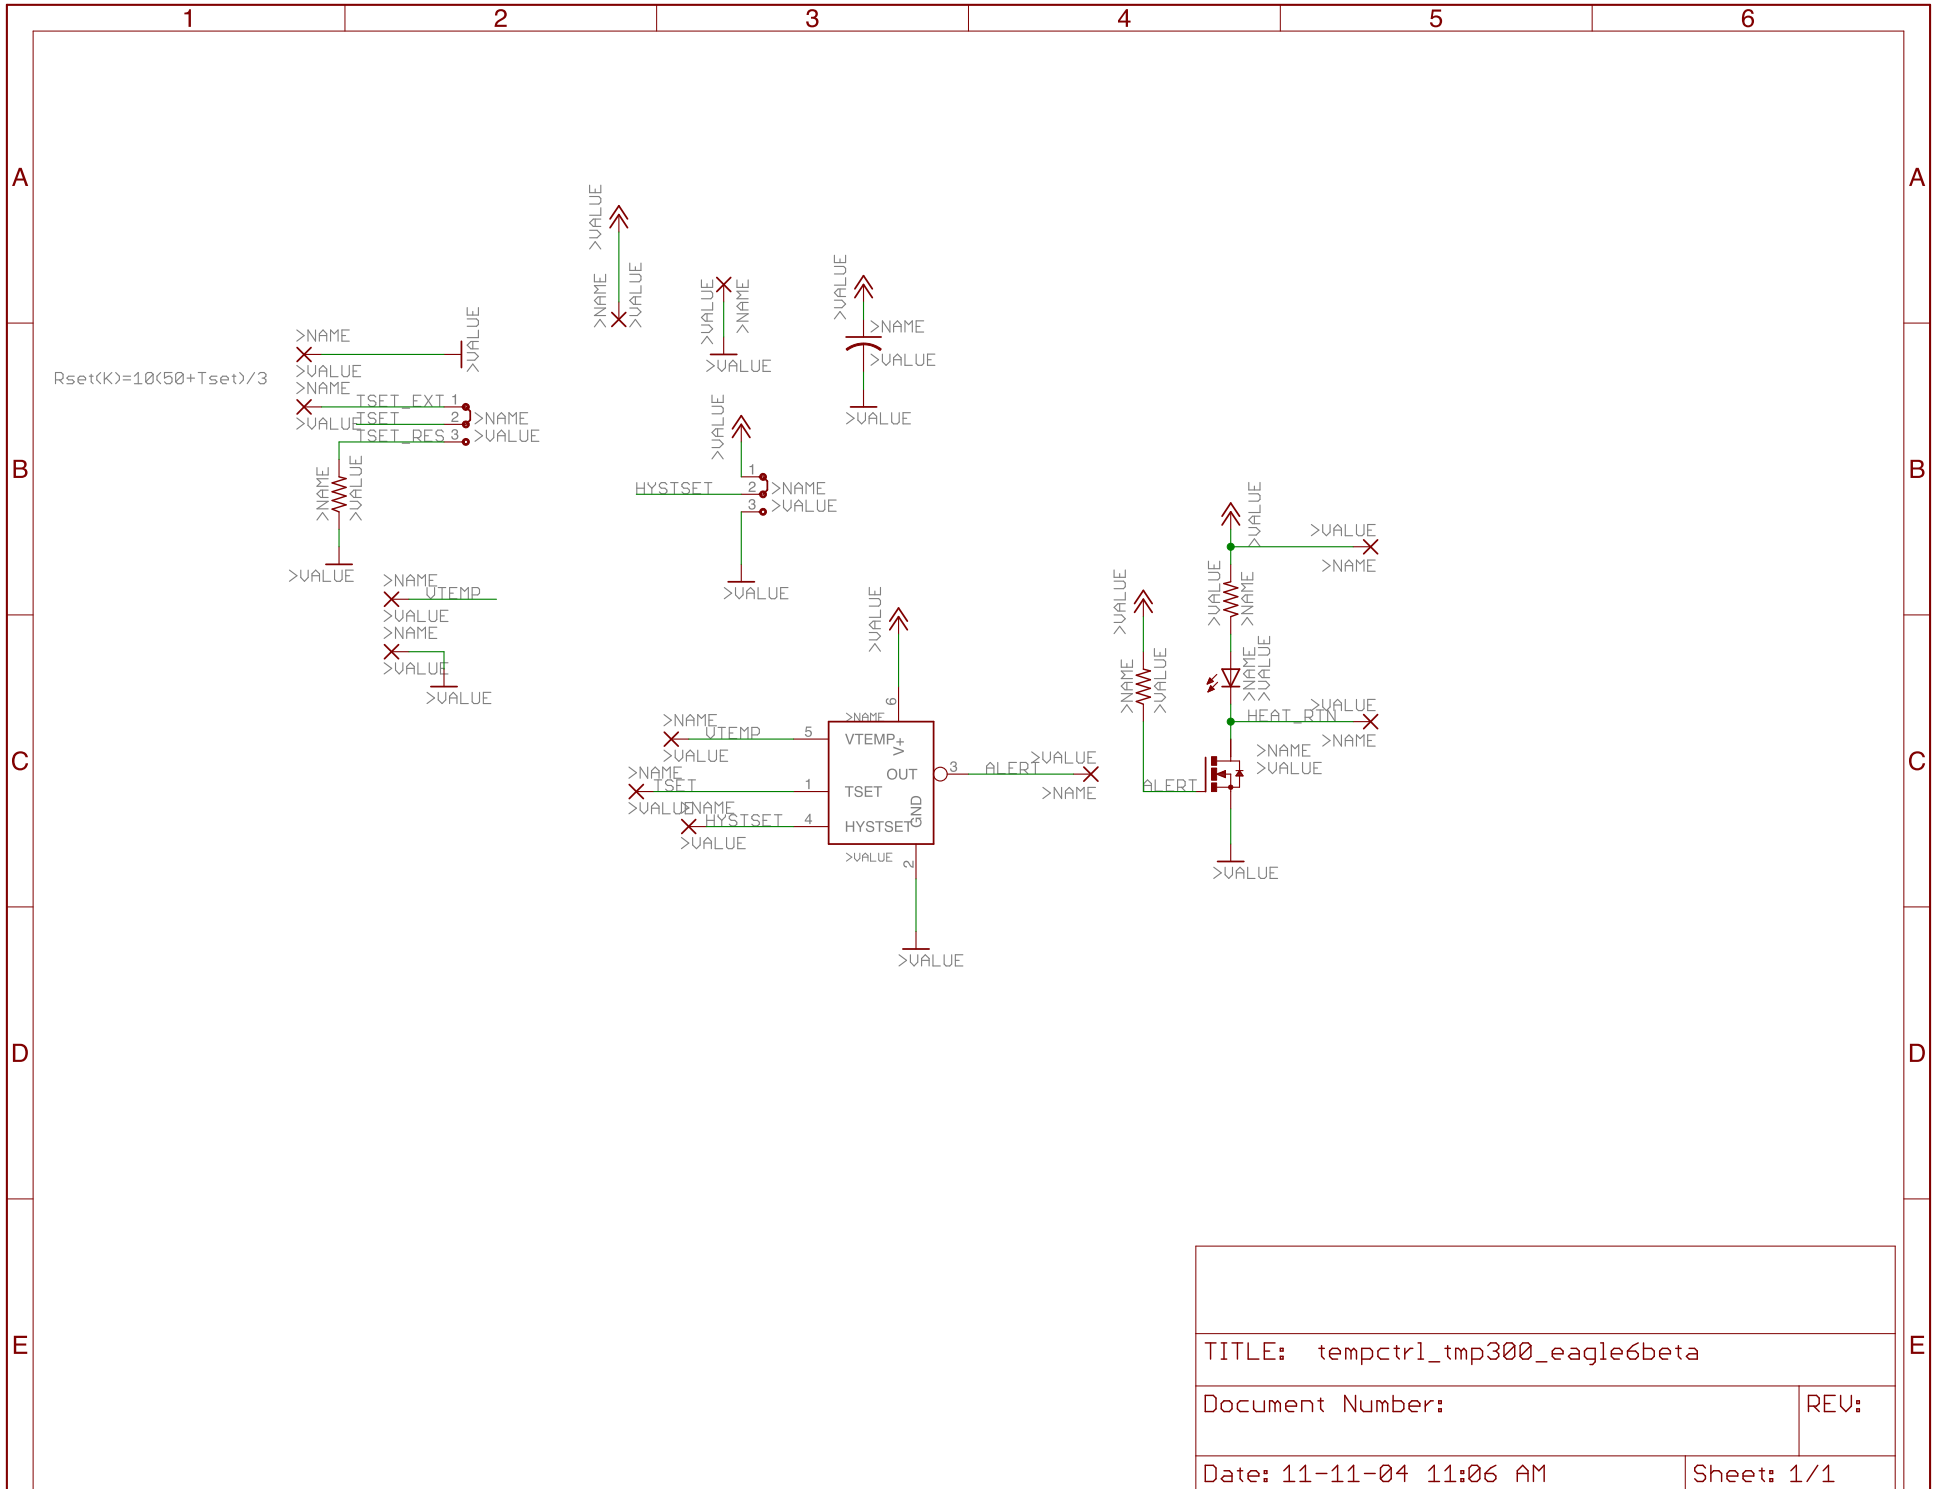 1 2 3 4 5 6
A A
>VALUE
>NAME
>VALUE
>VALUE
>NAME
>VALUE
>VALUE
>NAME
>VALUE
>VALUE
>NAME
>VALUE
>VALUE
Rset(K)=10(50+Tset)/3
>NAME
>VALUE
TSET_EXT 1
TSET 2
TSET_RES 3
>NAME
>VALUE
>NAME
>VALUE
>VALUE
B B
>VALUE
HYSTSET
1
2
3
>NAME
>VALUE
>VALUE
>NAME
VTEMP
>VALUE
>NAME
>VALUE
>VALUE
>VALUE
>VALUE
>NAME
>VALUE
>NAME
>VALUE
>NAME
>VALUE
>VALUE
>NAME
>VALUE
HEAT_RTN
>NAME
>NAME
>VALUE
ALERT
>VALUE
C C
>VALUE
6
>NAME
>NAME
VTEMP 5
>VALUE
>NAME
TSET 1
>VALUE
>NAME
HYSTSET 4
>VALUE
VTEMP
V+
OUT
TSET
GND
HYSTSET
>VALUE
2
3 ALERT
>VALUE
>NAME
>VALUE
D D
E E
TITLE: tempctrl_tmp300_eagle6beta
Document Number:
REV:
Date: 11-11-04 11:06 AM
Sheet: 1/1